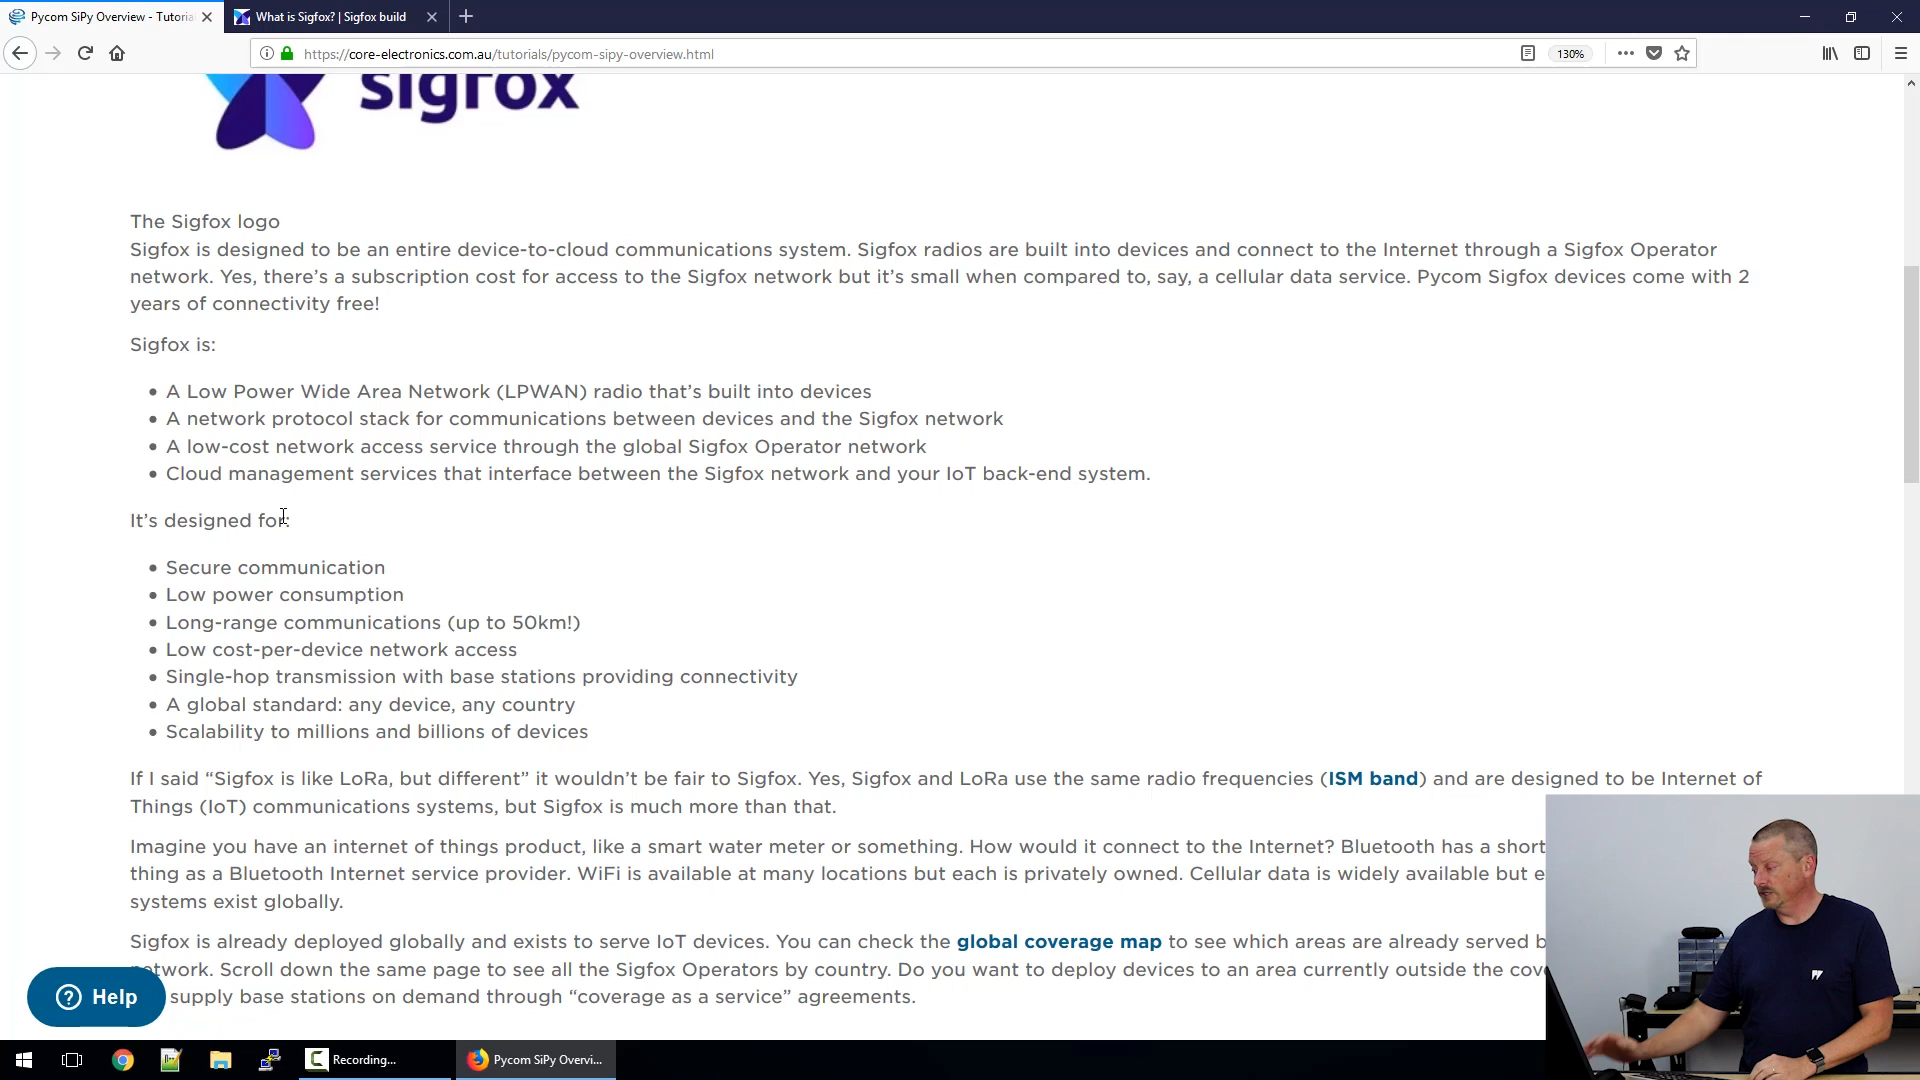 Pycom SiPy Overview - Tutoria
What is Sigfox? | Sigfox build
https://core-electronics.com.au/tutorials/pycom-sipy-overview.html
130%
sigfox
The Sigfox logo
Sigfox is designed to be an entire device-to-cloud communications system. Sigfox radios are built into devices and connect to the Internet through a Sigfox Operator
network. Yes, there’s a subscription cost for access to the Sigfox network but it’s small when compared to, say, a cellular data service. Pycom Sigfox devices come with 2
years of connectivity free!
Sigfox is:
• A Low Power Wide Area Network (LPWAN) radio that’s built into devices
• A network protocol stack for communications between devices and the Sigfox network
• A low-cost network access service through the global Sigfox Operator network
• Cloud management services that interface between the Sigfox network and your IoT back-end system.
It’s designed for:
• Secure communication
• Low power consumption
• Long-range communications (up to 50km!)
• Low cost-per-device network access
• Single-hop transmission with base stations providing connectivity
• A global standard: any device, any country
• Scalability to millions and billions of devices
If I said “Sigfox is like LoRa, but different” it wouldn’t be fair to Sigfox. Yes, Sigfox and LoRa use the same radio frequencies (ISM band) and are designed to be Internet of
Things (IoT) communications systems, but Sigfox is much more than that.
Imagine you have an internet of things product, like a smart water meter or something. How would it connect to the Internet? Bluetooth has a short
thing as a Bluetooth Internet service provider. WiFi is available at many locations but each is privately owned. Cellular data is widely available but
systems exist globally.
Sigfox is already deployed globally and exists to serve IoT devices. You can check the global coverage map to see which areas are already served
network. Scroll down the same page to see all the Sigfox Operators by country. Do you want to deploy devices to an area currently outside the
supply base stations on demand through “coverage as a service” agreements.
Help
Recording...
Pycom SiPy Overvi...